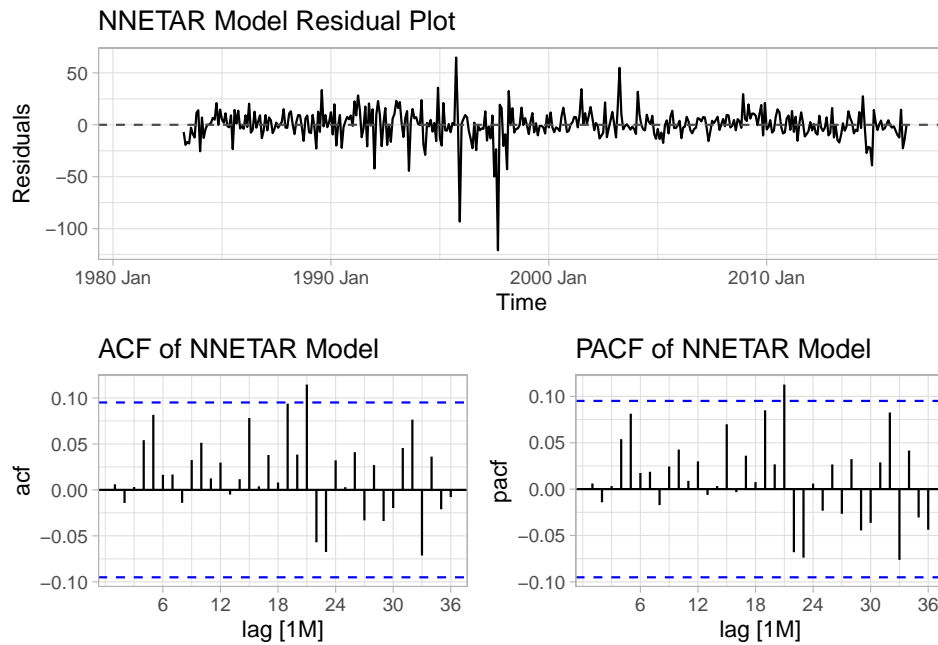 NNETAR Model Residual Plot
50
0
−50
−100
Residuals
1980 Jan 1990 Jan 2000 Jan 2010 Jan
Time
ACF of NNETAR Model
0.10
0.05
0.00
−0.05
−0.10
acf
6 12 18 24 30 36
lag [1M]
PACF of NNETAR Model
0.10
0.05
0.00
−0.05
−0.10
pacf
6 12 18 24 30 36
lag [1M]